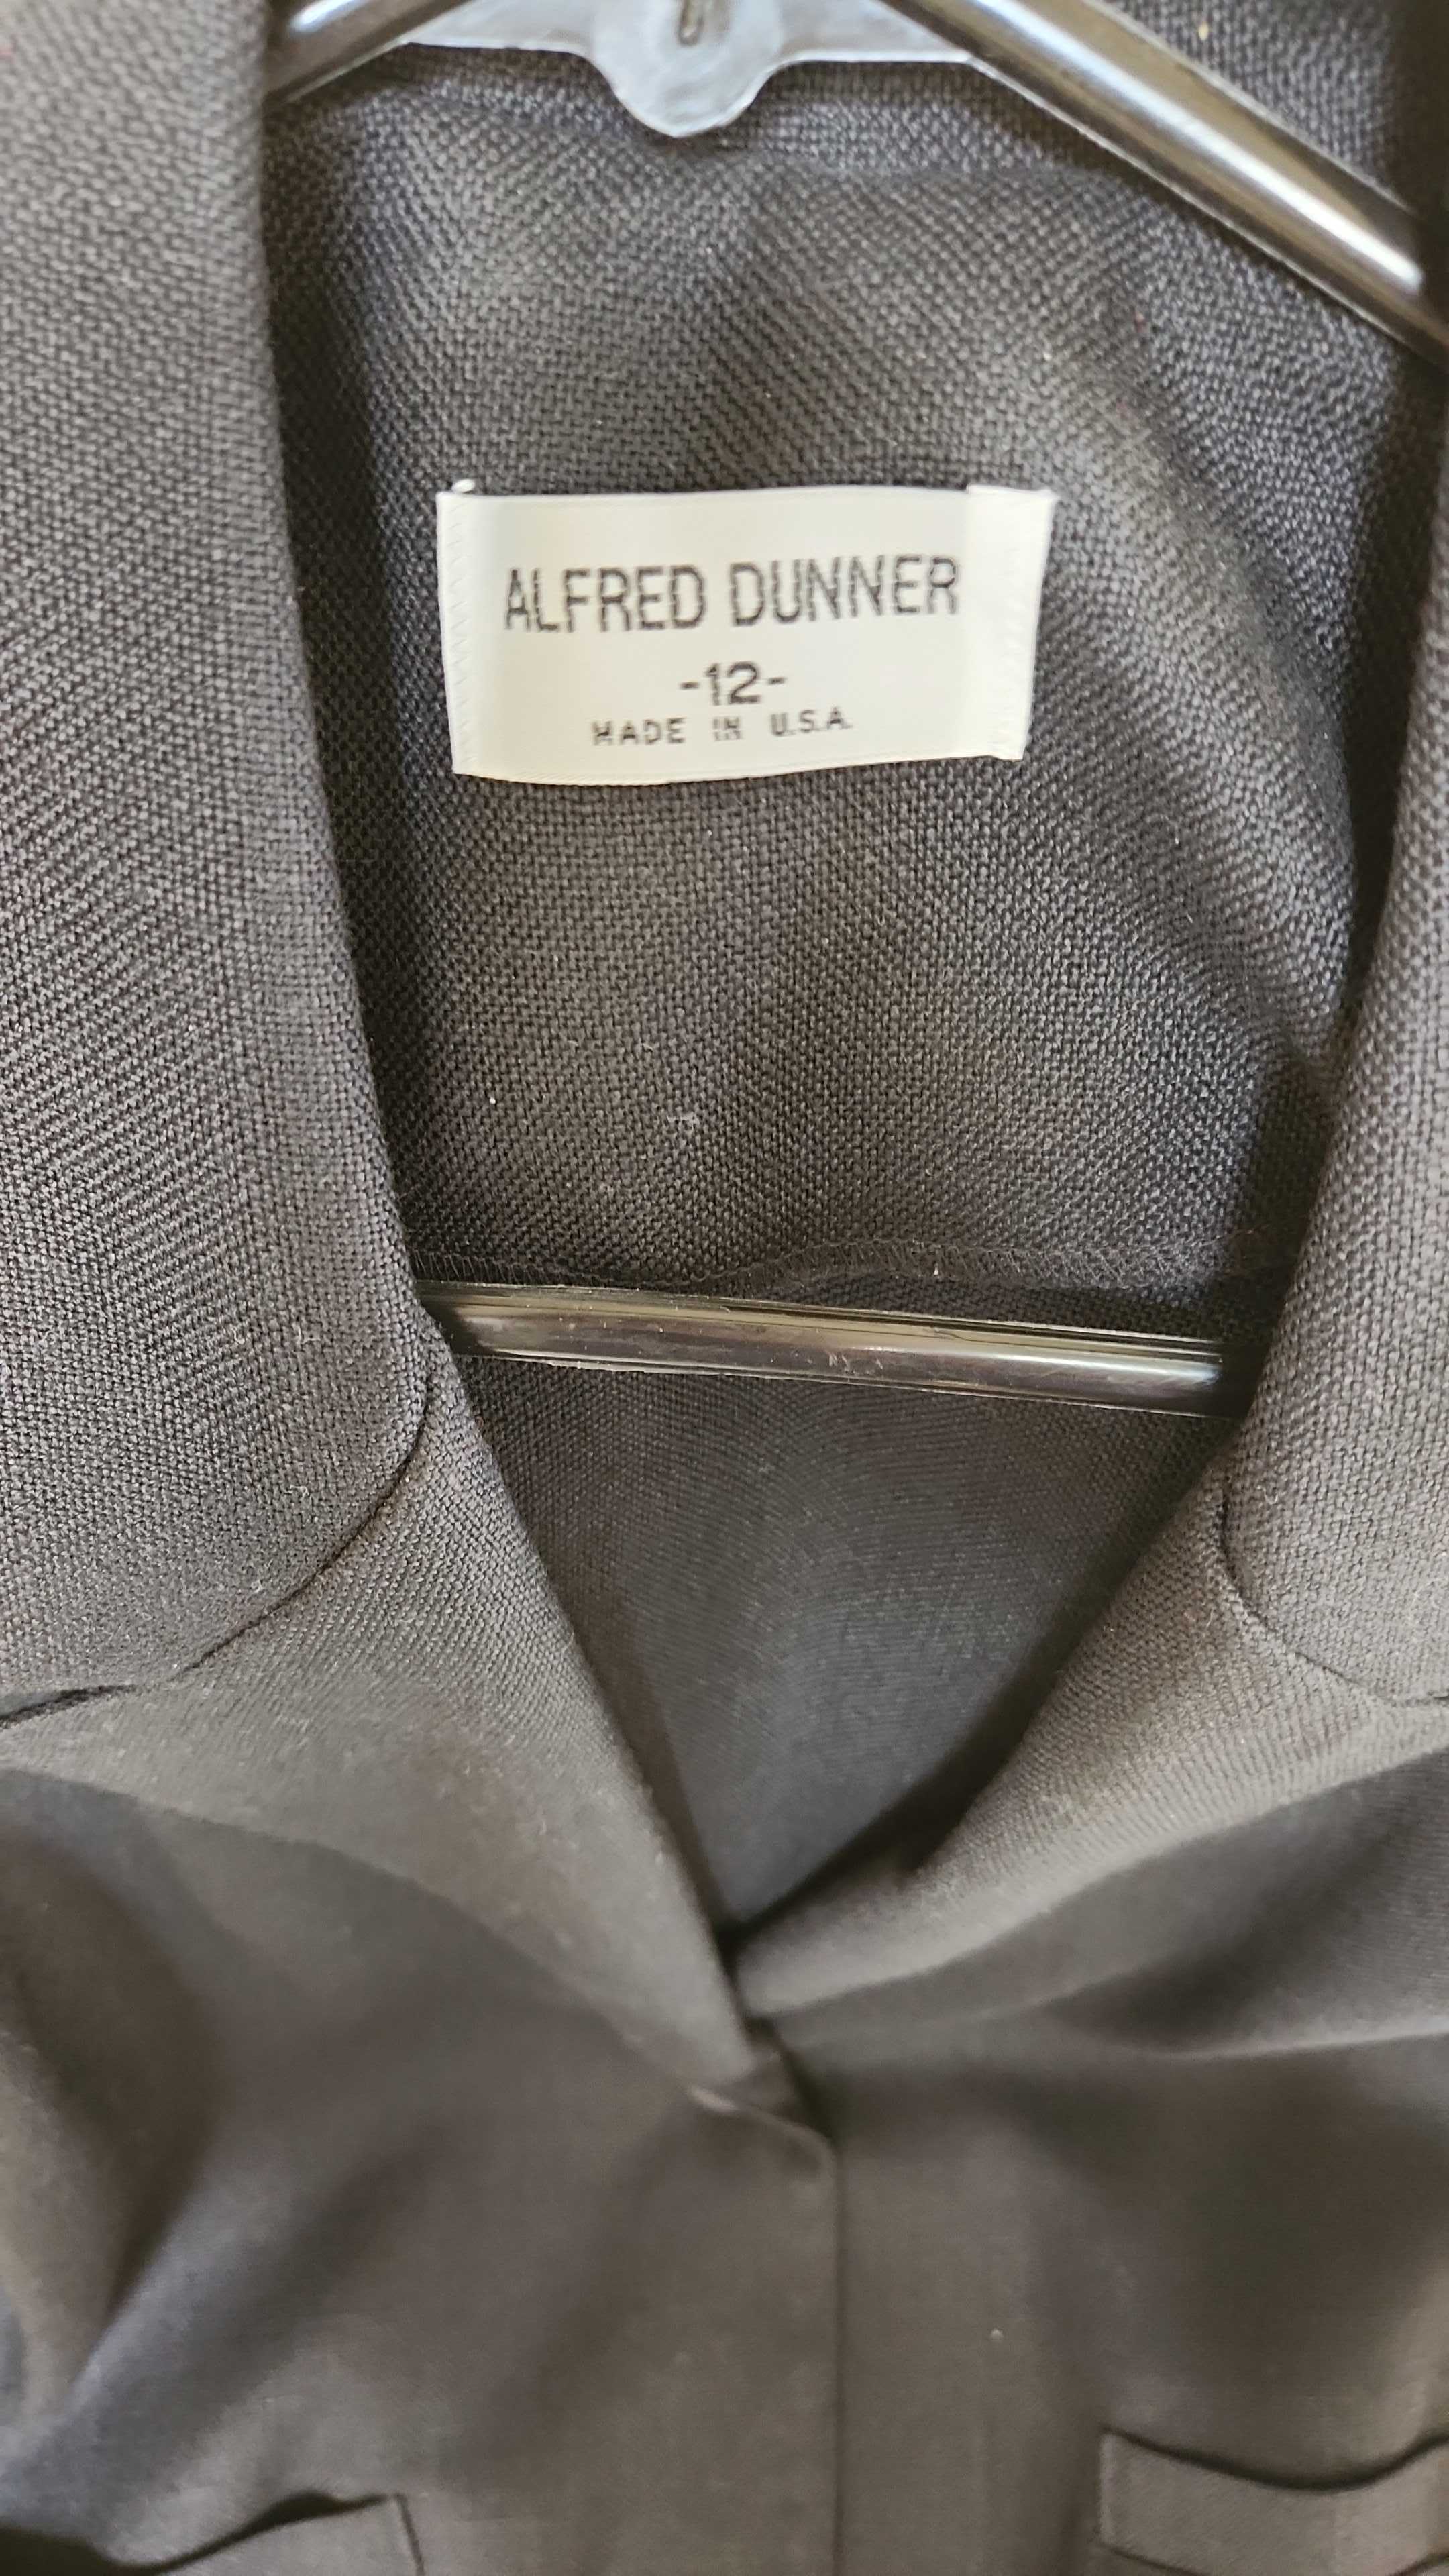 ALFRED DUNNER
-12-
MADE IN U.S.A.